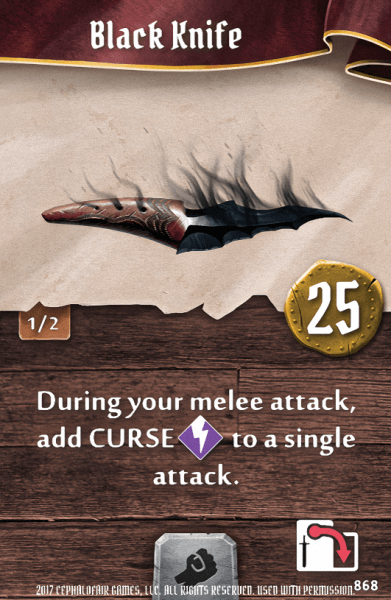 Black Knife
25
1/2
During your melee attack,
add CURSE to a single
attack.
2017 CEPHALOFAIR GAMES, LLC. ALL RIGHTS RESERVED. USED WITH PERMISSION.
868